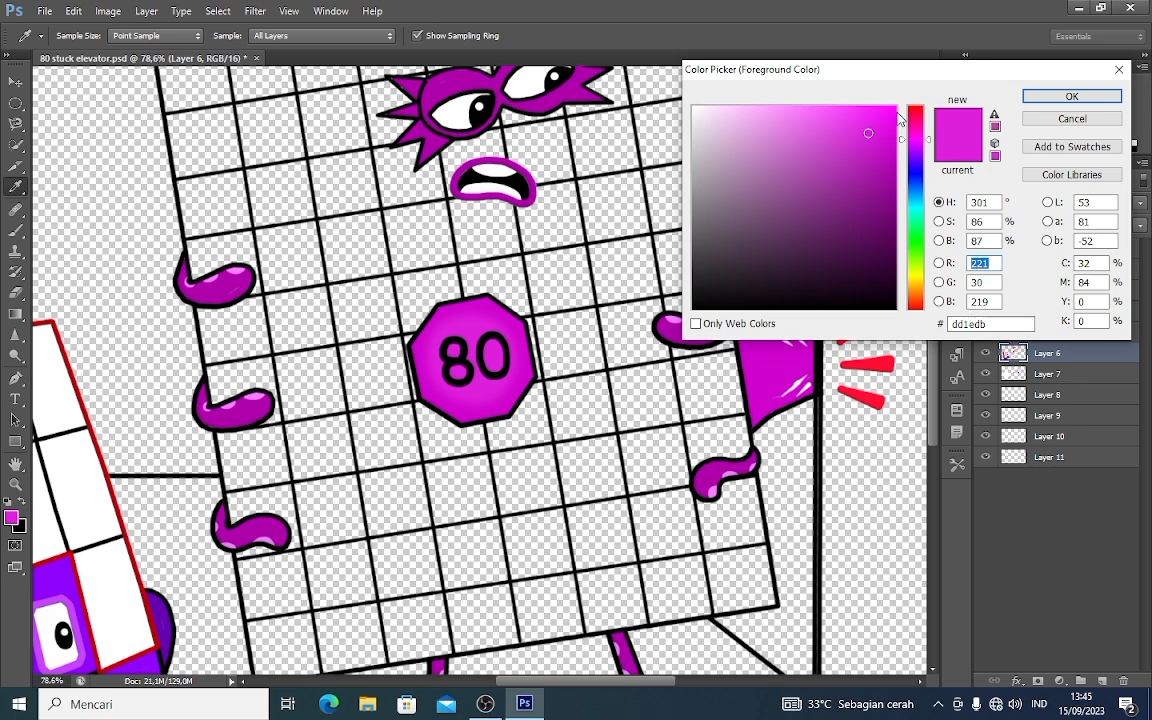 Ps File Edit Image Layer Type Select Filter View Window Help
Sample Size: Point Sample Sample: All Layers Show Sampling Ring Essentials
80 stuck elevator.psd @ 78,6% (Layer 6, RGB/16) *
Color Picker (Foreground Color)
new
current
OK
Cancel
Add to Swatches
Color Libraries
H: 301 ° L: 53
S: 86 % a: 81
B: 87 % b: -52
R: 221 C: 32 %
G: 30 M: 84 %
B: 219 Y: 0 %
# dd1edb K: 0 %
Only Web Colors
80
Layer 6
Layer 7
Layer 8
Layer 9
Layer 10
Layer 11
78,6% Doc: 21,1M/129,0M
fx
Mencari
Ps
33°C Sebagian cerah
IND
13:45
15/09/2023
2